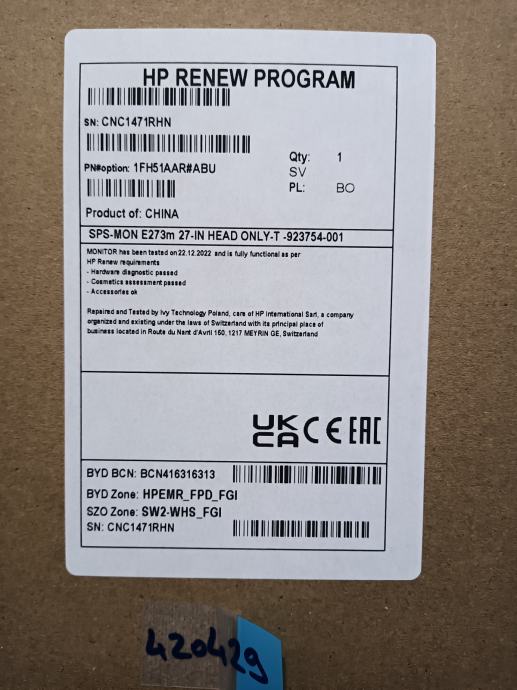 HP RENEW PROGRAM
SN: CNC1471RHN
PN#option: 1FH51AAR#ABU
Qty: 1
SV
PL: BO
Product of: CHINA
SPS-MON E273m 27-IN HEAD ONLY-T -923754-001
MONITOR has been tested on 22.12.2022 and is fully functional as per
HP Renew requirements
- Hardware diagnostic passed
- Cosmetics assessment passed
- Accessories ok
Repaired and Tested by Ivy Technology Poland, care of HP International Sarl, a company
organized and existing under the laws of Switzerland with its principal place of
business located in Route du Nant d'Avril 150, 1217 MEYRIN GE, Switzerland
UK CA CE EAC
BYD BCN: BCN416316313
BYD Zone: HPEMR_FPD_FGI
SZO Zone: SW2-WHS_FGI
SN: CNC1471RHN
420429